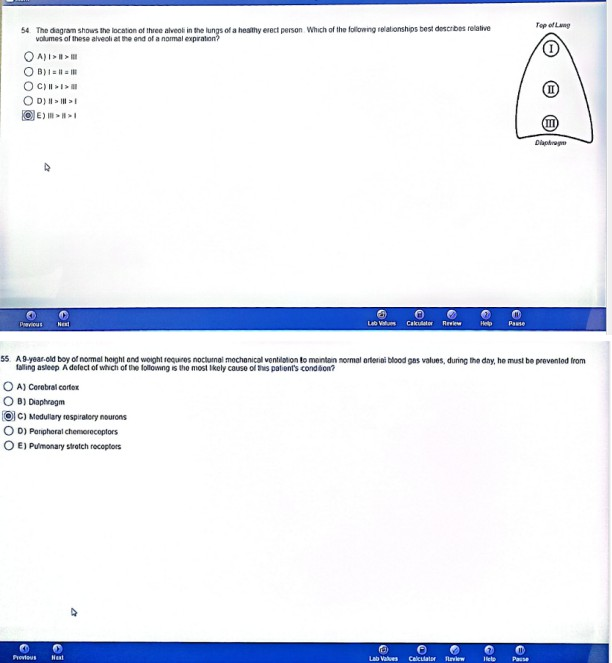 54. The diagram shows the location of three alveoli in the lungs of a healthy erect person. Which of the following relationships best describes relative
volumes of these alveoli at the end of a normal expiration?
A) I > II > III
B) I = II = III
C) II > I > III
D) II > III > I
E) III > II > I
Top of Lung
I
II
III
Diaphragm
Previous Next Lab Values Calculator Review Help Pause
55. A 9-year-old boy of normal height and weight requires nocturnal mechanical ventilation to maintain normal arterial blood gas values, during the day, he must be prevented from
falling asleep. A defect of which of the following is the most likely cause of this patient's condition?
A) Cerebral cortex
B) Diaphragm
C) Medullary respiratory neurons
D) Peripheral chemoreceptors
E) Pulmonary stretch receptors
Previous Next Lab Values Calculator Review Help Pause